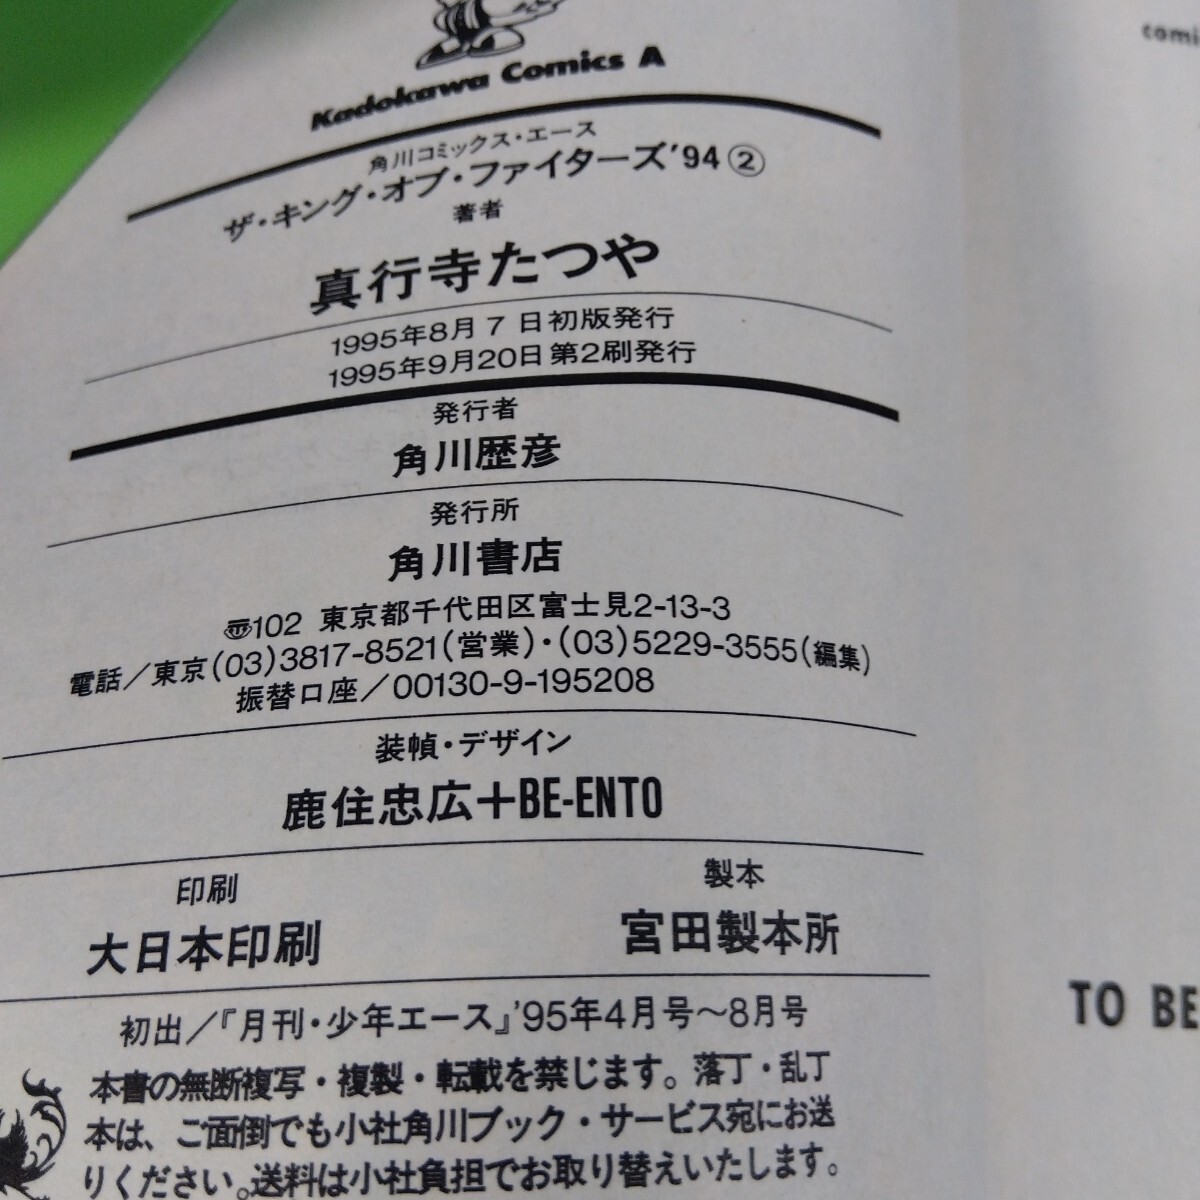 Kadokawa Comics A
角川コミックス・エース
ザ・キング・オブ・ファイターズ'94②
著者
真行寺たつや
1995年8月7日初版発行
1995年9月20日第2刷発行
発行者
角川歴彦
発行所
角川書店
〠102 東京都千代田区富士見2-13-3
電話/東京(03)3817-8521(営業)・(03)5229-3555(編集)
振替口座/00130-9-195208
装幀・デザイン
鹿住忠広+BE-ENTO
印刷
大日本印刷
製本
宮田製本所
初出/『月刊・少年エース』'95年4月号〜8月号
本書の無断複写・複製・転載を禁じます。落丁・乱丁
本は、ご面倒でも小社角川ブック・サービス宛にお送
りください。送料は小社負担でお取り替えいたします。
comi
TO BE